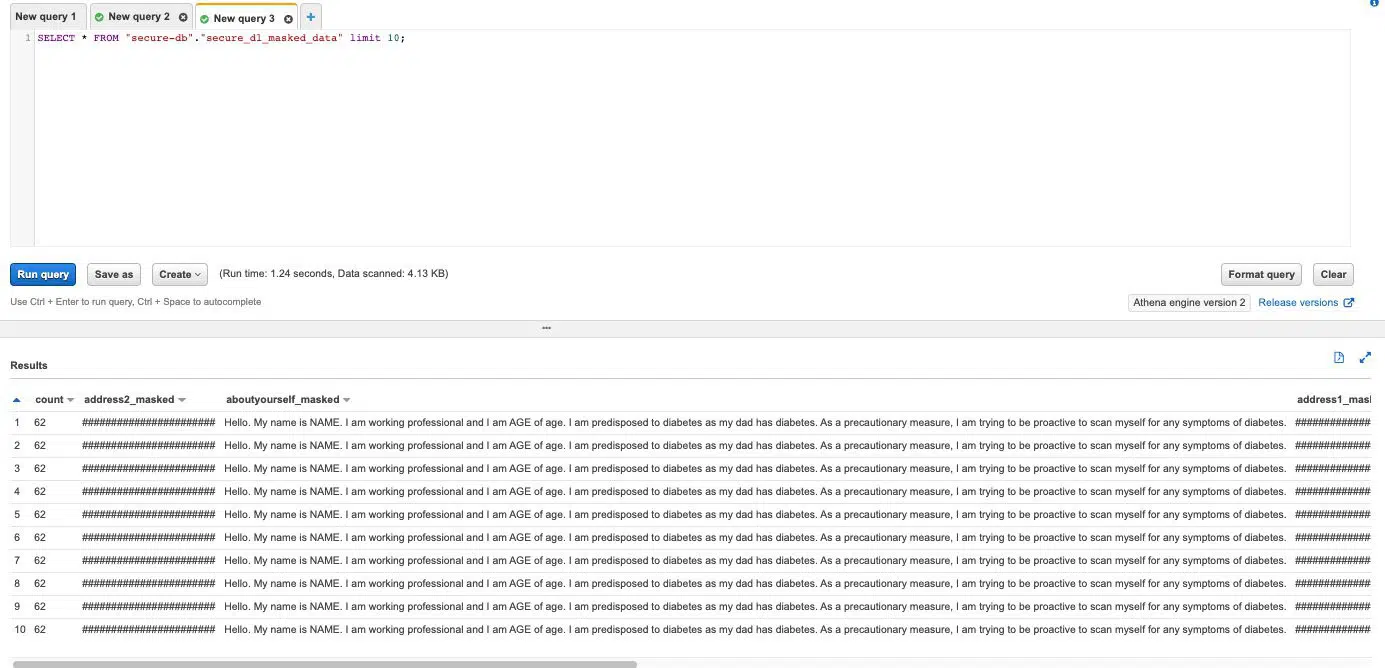 New query 1 New query 2 New query 3 +
1 SELECT * FROM "secure-db"."secure_dl_masked_data" limit 10;
Run query Save as Create (Run time: 1.24 seconds, Data scanned: 4.13 KB) Format query Clear
Use Ctrl + Enter to run query, Ctrl + Space to autocomplete Athena engine version 2 Release versions
Results
count address2_masked aboutyourself_masked address1_mas
1 62 ####################### Hello. My name is NAME. I am working professional and I am AGE of age. I am predisposed to diabetes as my dad has diabetes. As a precautionary measure, I am trying to be proactive to scan myself for any symptoms of diabetes. #############
2 62 ####################### Hello. My name is NAME. I am working professional and I am AGE of age. I am predisposed to diabetes as my dad has diabetes. As a precautionary measure, I am trying to be proactive to scan myself for any symptoms of diabetes. #############
3 62 ####################### Hello. My name is NAME. I am working professional and I am AGE of age. I am predisposed to diabetes as my dad has diabetes. As a precautionary measure, I am trying to be proactive to scan myself for any symptoms of diabetes. #############
4 62 ####################### Hello. My name is NAME. I am working professional and I am AGE of age. I am predisposed to diabetes as my dad has diabetes. As a precautionary measure, I am trying to be proactive to scan myself for any symptoms of diabetes. #############
5 62 ####################### Hello. My name is NAME. I am working professional and I am AGE of age. I am predisposed to diabetes as my dad has diabetes. As a precautionary measure, I am trying to be proactive to scan myself for any symptoms of diabetes. #############
6 62 ####################### Hello. My name is NAME. I am working professional and I am AGE of age. I am predisposed to diabetes as my dad has diabetes. As a precautionary measure, I am trying to be proactive to scan myself for any symptoms of diabetes. #############
7 62 ####################### Hello. My name is NAME. I am working professional and I am AGE of age. I am predisposed to diabetes as my dad has diabetes. As a precautionary measure, I am trying to be proactive to scan myself for any symptoms of diabetes. #############
8 62 ####################### Hello. My name is NAME. I am working professional and I am AGE of age. I am predisposed to diabetes as my dad has diabetes. As a precautionary measure, I am trying to be proactive to scan myself for any symptoms of diabetes. #############
9 62 ####################### Hello. My name is NAME. I am working professional and I am AGE of age. I am predisposed to diabetes as my dad has diabetes. As a precautionary measure, I am trying to be proactive to scan myself for any symptoms of diabetes. #############
10 62 ####################### Hello. My name is NAME. I am working professional and I am AGE of age. I am predisposed to diabetes as my dad has diabetes. As a precautionary measure, I am trying to be proactive to scan myself for any symptoms of diabetes. #############